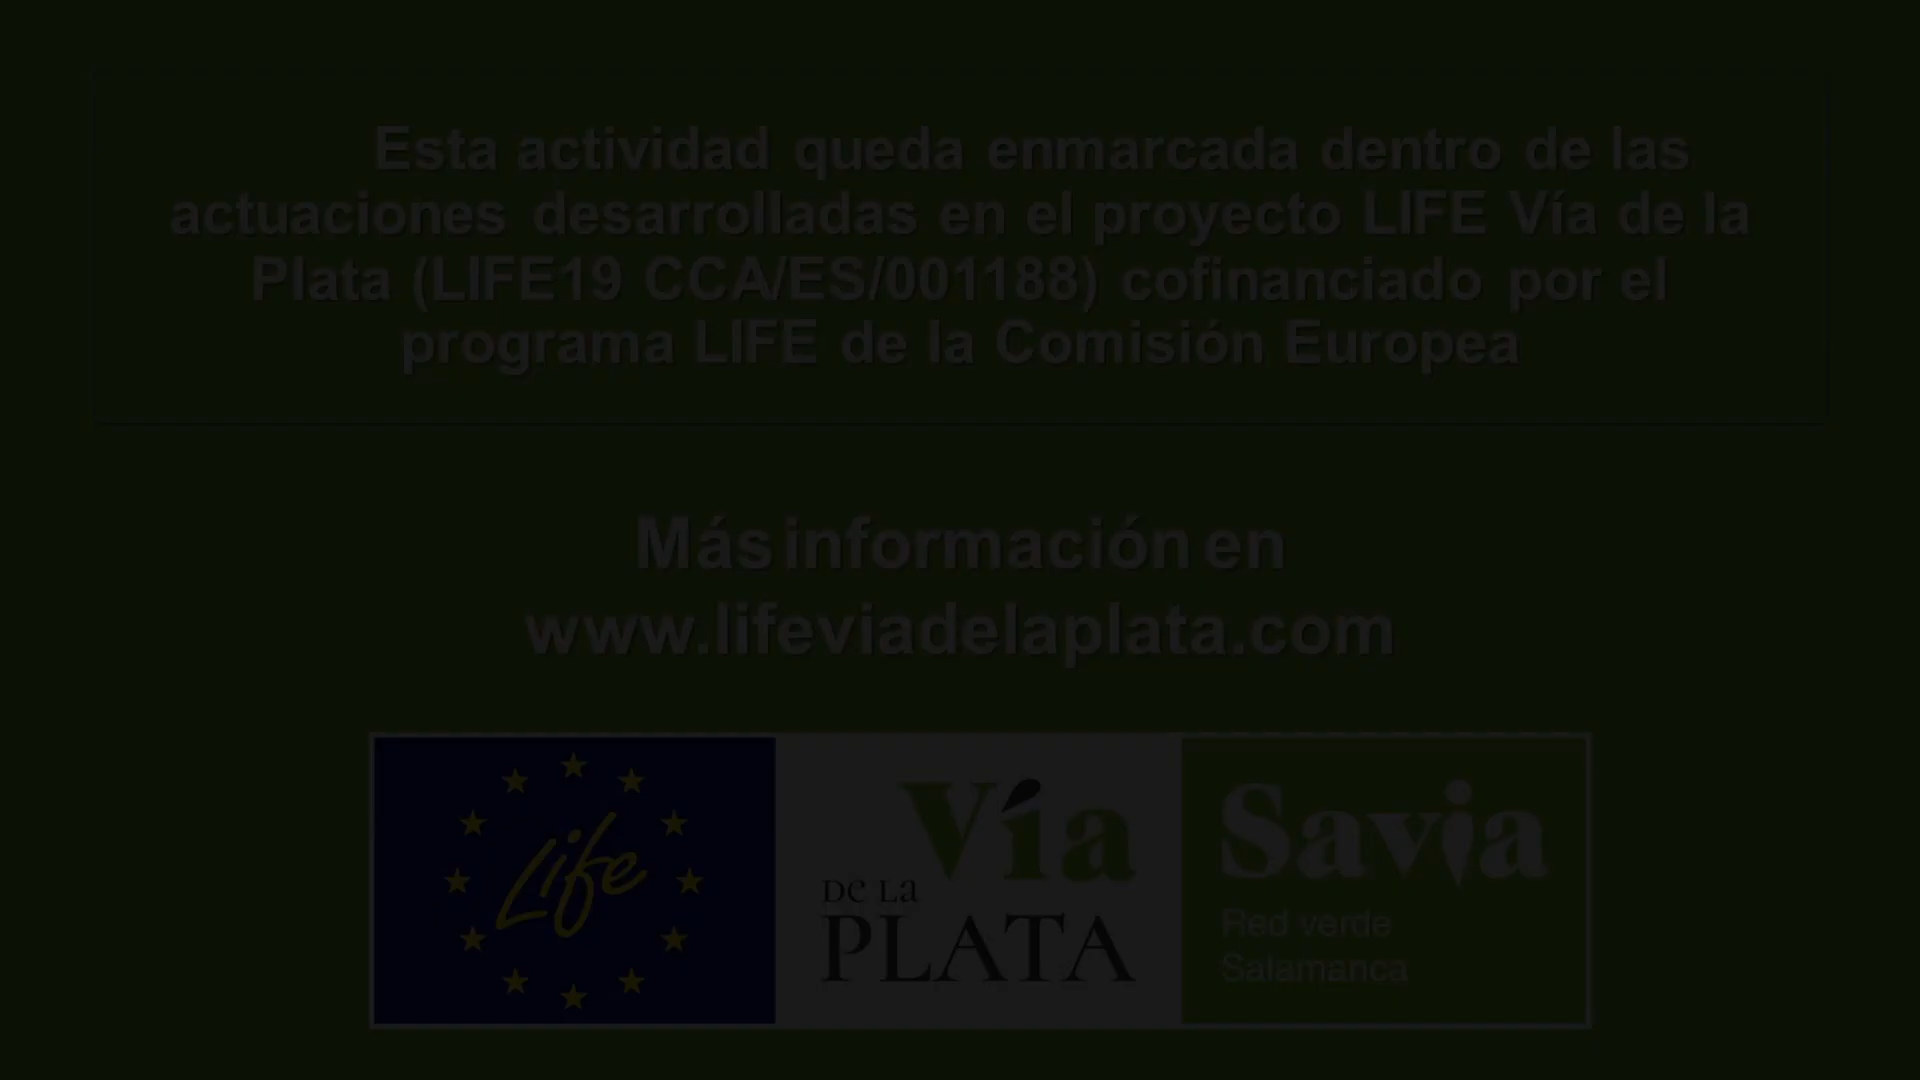 Esta actividad queda enmarcada dentro de las
actuaciones desarrolladas en el proyecto LIFE Vía de la
Plata (LIFE19 CCA/ES/001188) cofinanciado por el
programa LIFE de la Comisión Europea
Más información en
www.lifeviadelaplata.com
Life
Vía
DE La
PLATA
Savia
Red verde
Salamanca